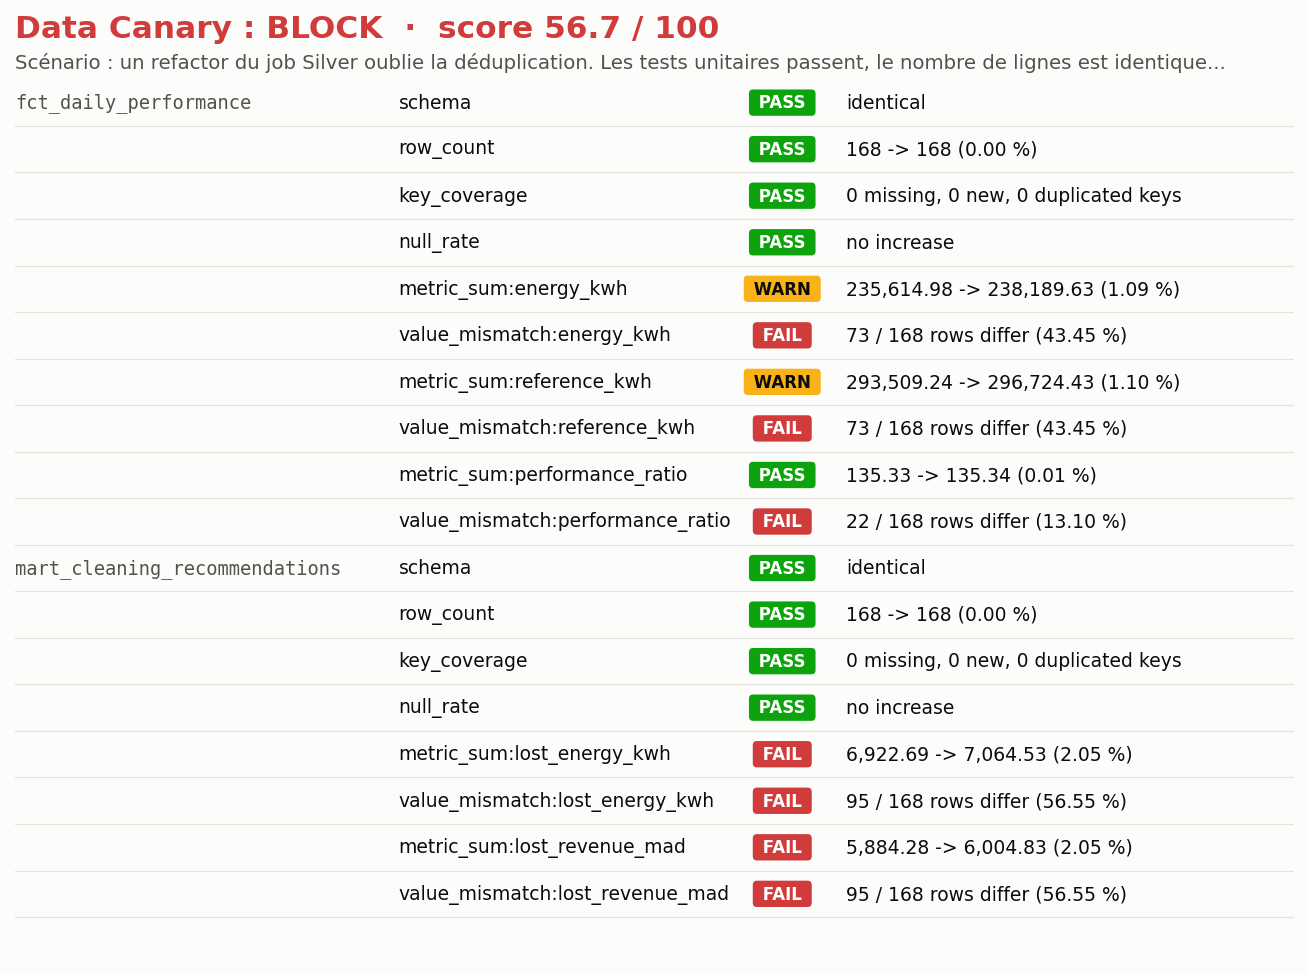 Data Canary : BLOCK · score 56.7 / 100
Scénario : un refactor du job Silver oublie la déduplication. Les tests unitaires passent, le nombre de lignes est identique...
fct_daily_performance schema PASS identical
row_count PASS 168 -> 168 (0.00 %)
key_coverage PASS 0 missing, 0 new, 0 duplicated keys
null_rate PASS no increase
metric_sum:energy_kwh WARN 235,614.98 -> 238,189.63 (1.09 %)
value_mismatch:energy_kwh FAIL 73 / 168 rows differ (43.45 %)
metric_sum:reference_kwh WARN 293,509.24 -> 296,724.43 (1.10 %)
value_mismatch:reference_kwh FAIL 73 / 168 rows differ (43.45 %)
metric_sum:performance_ratio PASS 135.33 -> 135.34 (0.01 %)
value_mismatch:performance_ratio FAIL 22 / 168 rows differ (13.10 %)
mart_cleaning_recommendations schema PASS identical
row_count PASS 168 -> 168 (0.00 %)
key_coverage PASS 0 missing, 0 new, 0 duplicated keys
null_rate PASS no increase
metric_sum:lost_energy_kwh FAIL 6,922.69 -> 7,064.53 (2.05 %)
value_mismatch:lost_energy_kwh FAIL 95 / 168 rows differ (56.55 %)
metric_sum:lost_revenue_mad FAIL 5,884.28 -> 6,004.83 (2.05 %)
value_mismatch:lost_revenue_mad FAIL 95 / 168 rows differ (56.55 %)